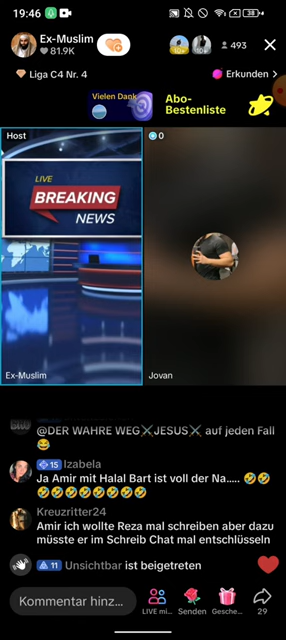 19:46
38
Ex-Muslim
81.9K
10
10
493
Liga C4 Nr. 4
Erkunden >
Vielen Dank
Abo-
Bestenliste
Host
0
LIVE
BREAKING
NEWS
Ex-Muslim
Jovan
@DER WAHRE WEG⚔JESUS⚔ auf jeden Fall
😂
15 Izabela
Ja Amir mit Halal Bart ist voll der Na..... 🤣🤣
🤣🤣🤣🤣🤣🤣🤣🤣
Kreuzritter24
Amir ich wollte Reza mal schreiben aber dazu
müsste er im Schreib Chat mal entschlüsseln
11 Unsichtbar ist beigetreten
Kommentar hinz...
LIVE mi...
Senden
Gesche...
29